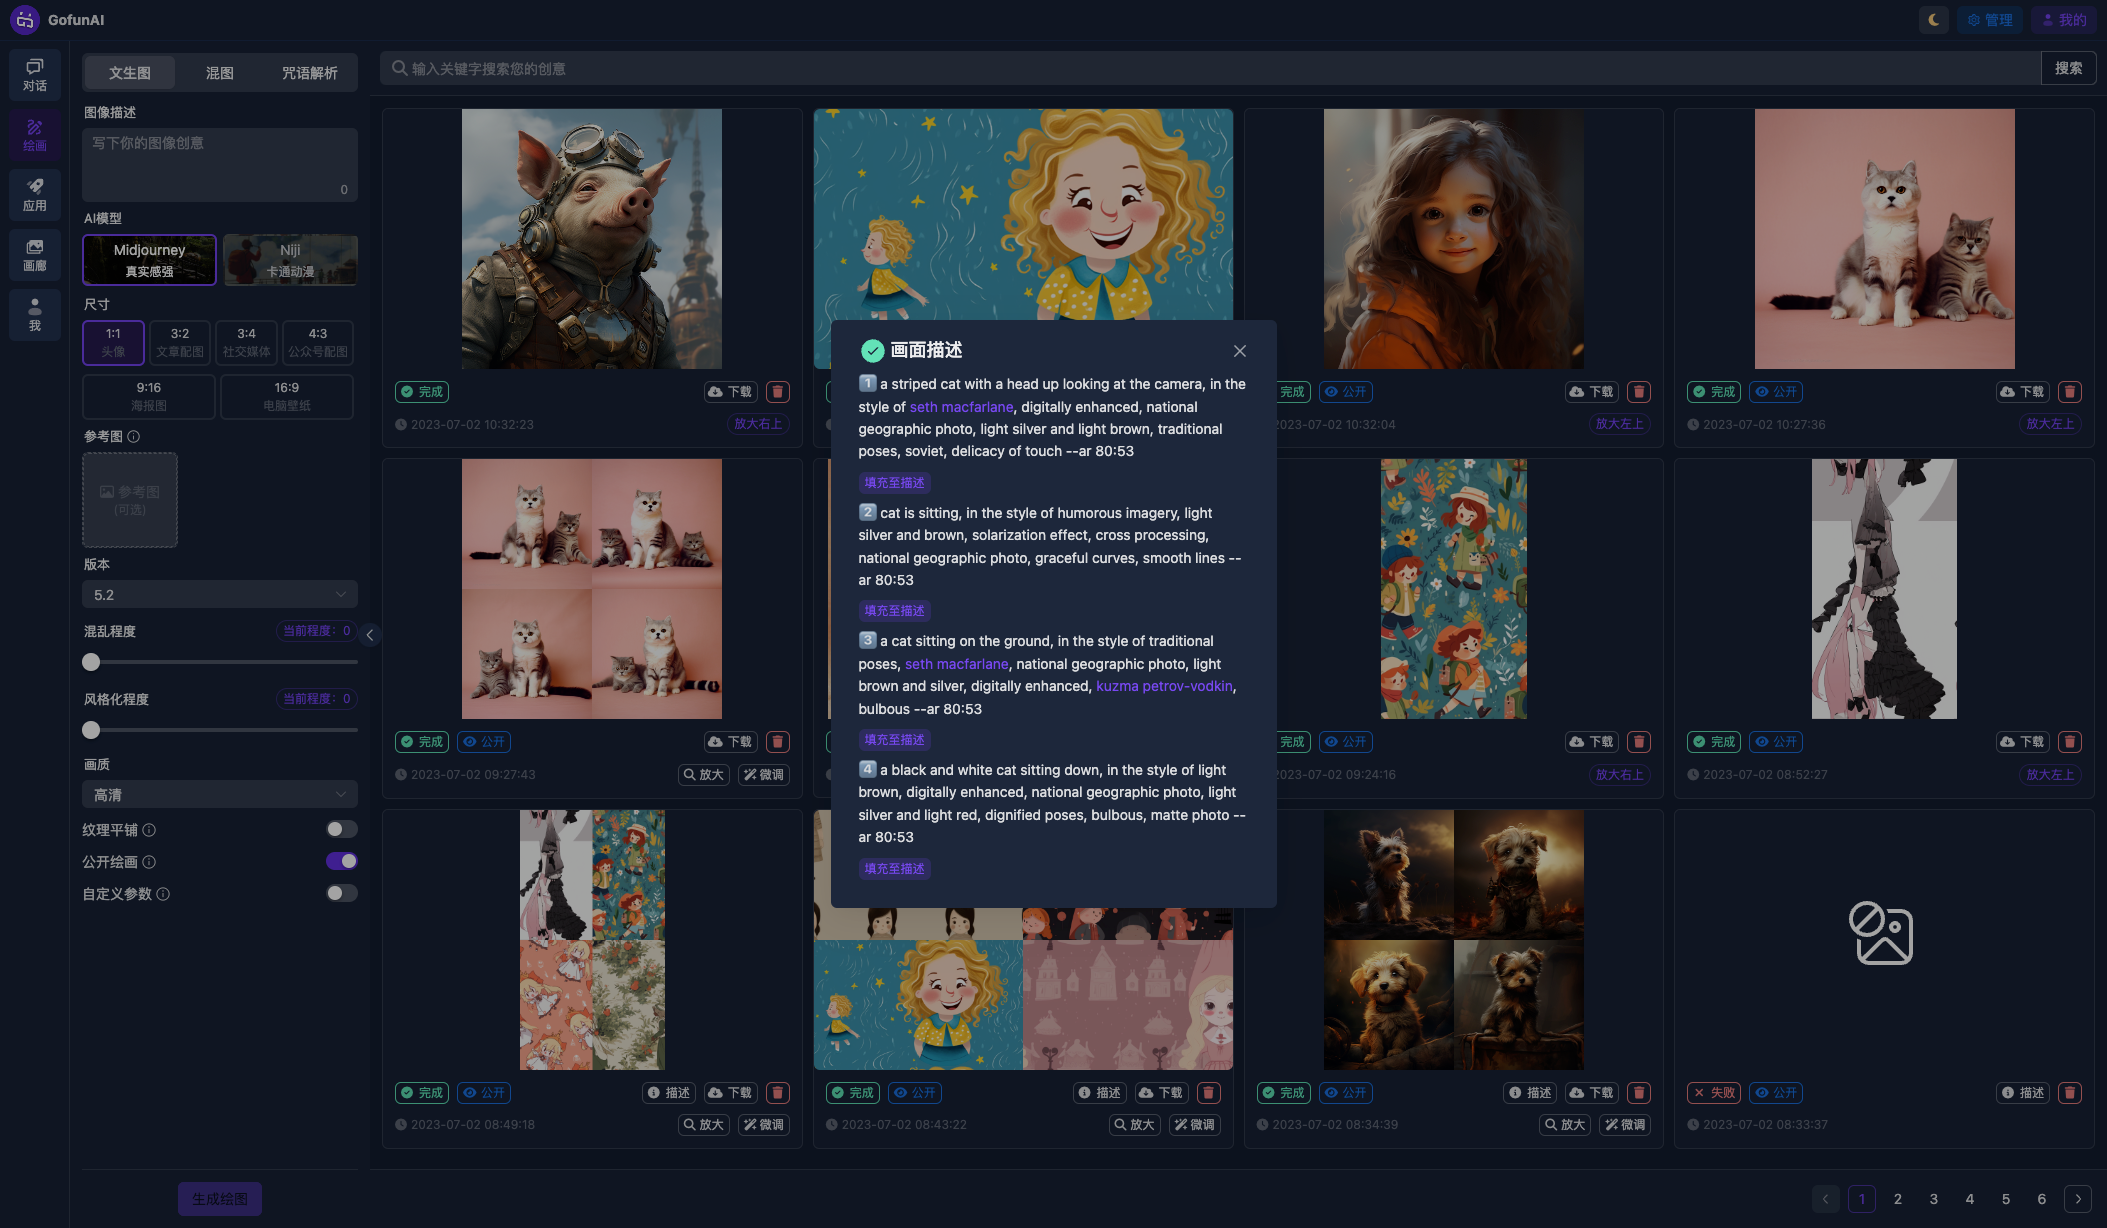 GofunAI
管理
我的
对话
绘画
应用
画廊
我
文生图
混图
咒语解析
图像描述
写下你的图像创意
0
AI模型
Midjourney
真实感强
Niji
卡通动漫
尺寸
1:1
头像
3:2
文章配图
3:4
社交媒体
4:3
公众号配图
9:16
海报图
16:9
电脑壁纸
参考图
参考图
(可选)
版本
5.2
混乱程度
当前程度：0
风格化程度
当前程度：0
画质
高清
纹理平铺
公开绘画
自定义参数
生成绘图
输入关键字搜索您的创意
搜索
完成
下载
2023-07-02 10:32:23
放大右上
完成
公开
下载
2023-07-02 10:32:04
放大左上
完成
公开
下载
2023-07-02 10:27:36
放大左上
画面描述
1 a striped cat with a head up looking at the camera, in the
style of seth macfarlane, digitally enhanced, national
geographic photo, light silver and light brown, traditional
poses, soviet, delicacy of touch --ar 80:53
填充至描述
2 cat is sitting, in the style of humorous imagery, light
silver and brown, solarization effect, cross processing,
national geographic photo, graceful curves, smooth lines --
ar 80:53
填充至描述
3 a cat sitting on the ground, in the style of traditional
poses, seth macfarlane, national geographic photo, light
brown and silver, digitally enhanced, kuzma petrov-vodkin,
bulbous --ar 80:53
填充至描述
4 a black and white cat sitting down, in the style of light
brown, digitally enhanced, national geographic photo, light
silver and light red, dignified poses, bulbous, matte photo --
ar 80:53
填充至描述
完成
公开
下载
2023-07-02 09:27:43
放大
微调
完成
公开
下载
2023-07-02 09:24:16
放大右上
完成
公开
下载
2023-07-02 08:52:27
放大左上
完成
公开
描述
下载
2023-07-02 08:49:18
放大
微调
完成
公开
描述
下载
2023-07-02 08:43:22
放大
微调
完成
公开
描述
下载
2023-07-02 08:34:39
放大
微调
失败
公开
描述
2023-07-02 08:33:37
1
2
3
4
5
6